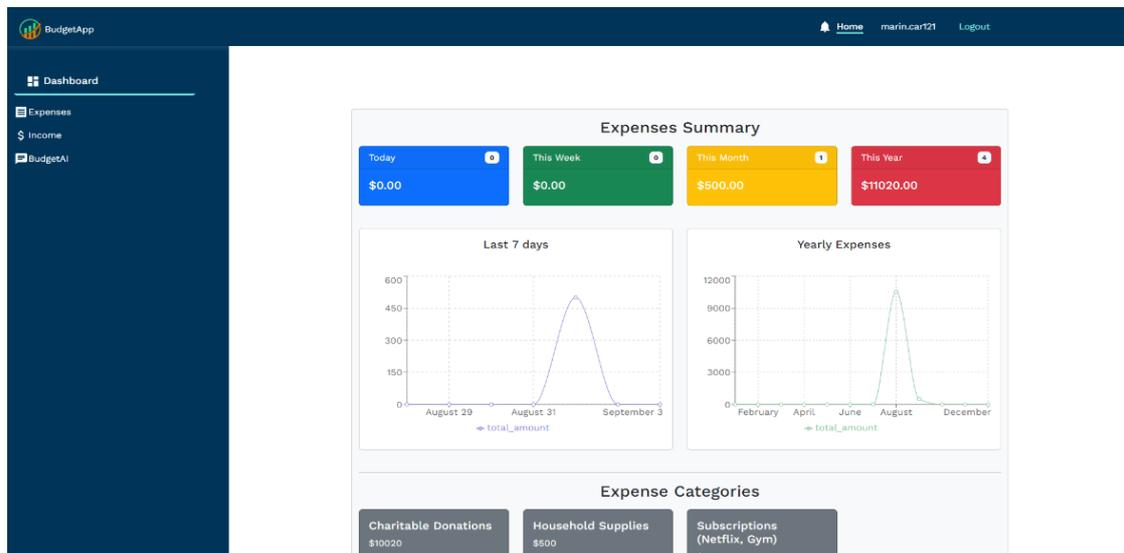 BudgetApp
Home marin.car121 Logout
Dashboard
Expenses
Income
BudgetAI
Expenses Summary
Today 0
$0.00
This Week 0
$0.00
This Month 1
$500.00
This Year 4
$11020.00
Last 7 days
600
450
300
150
0
August 29 August 31 September 3
total_amount
Yearly Expenses
12000
9000
6000
3000
0
February April June August December
total_amount
Expense Categories
Charitable Donations
$10020
Household Supplies
$500
Subscriptions
(Netflix, Gym)